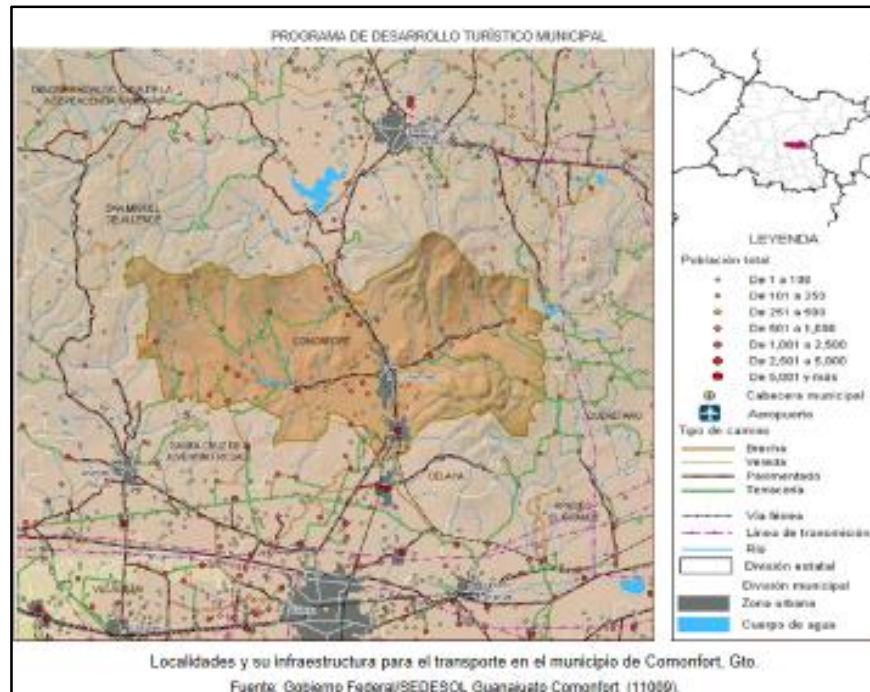 PROGRAMA DE DESARROLLO TURÍSTICO MUNICIPAL
INDEPENDENCIA NACIONAL
SAN MIGUEL
DE ALLENDE
COMONFORT
SANTA CRUZ DE
CELAYA
LEYENDA
Población total
De 1 a 100
De 101 a 250
De 251 a 500
De 1,001 a 2,500
De 2,501 a 5,000
De 5,001 y más
Cabecera municipal
Aeropuerto
Tipo de camino
Brecha
Vereda
Pavimentado
Terracería
Vía férrea
Línea de transmisión
Río
División estatal
División municipal
Zona urbana
Cuerpo de agua
Localidades y su infraestructura para el transporte en el municipio de Comonfort, Gto.
Fuente: Gobierno Federal/SEDESOL Guanajuato Comonfort (11009).